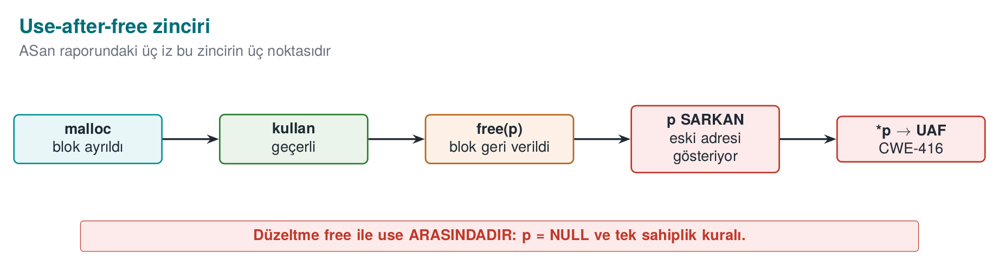 Use-after-free zinciri
ASan raporundaki üç iz bu zincirin üç noktasıdır
malloc
blok ayrıldı
kullan
geçerli
free(p)
blok geri verildi
p SARKAN
eski adresi
gösteriyor
*p → UAF
CWE-416
Düzeltme free ile use ARASINDADIR: p = NULL ve tek sahiplik kuralı.